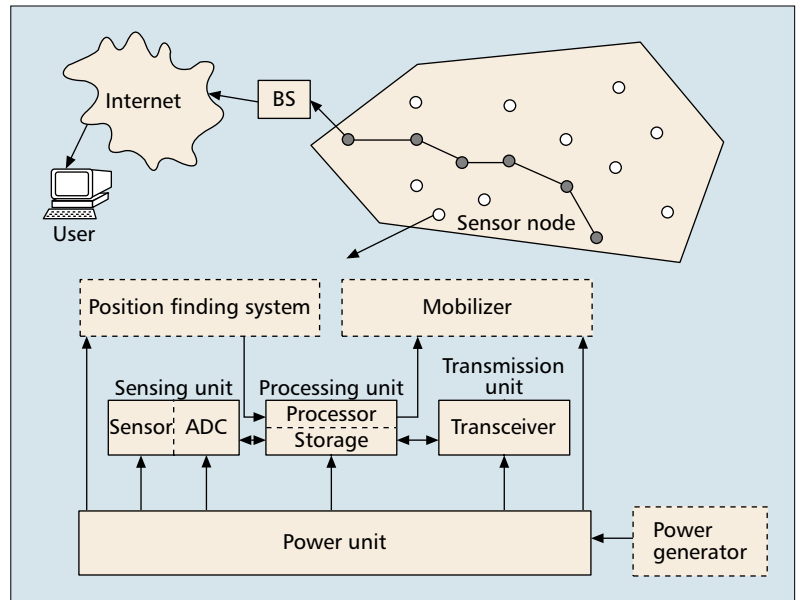 Internet
BS
User
Sensor node
Position finding system
Mobilizer
Sensing unit
Processing unit
Transmission
unit
Sensor
ADC
Processor
Storage
Transceiver
Power unit
Power
generator